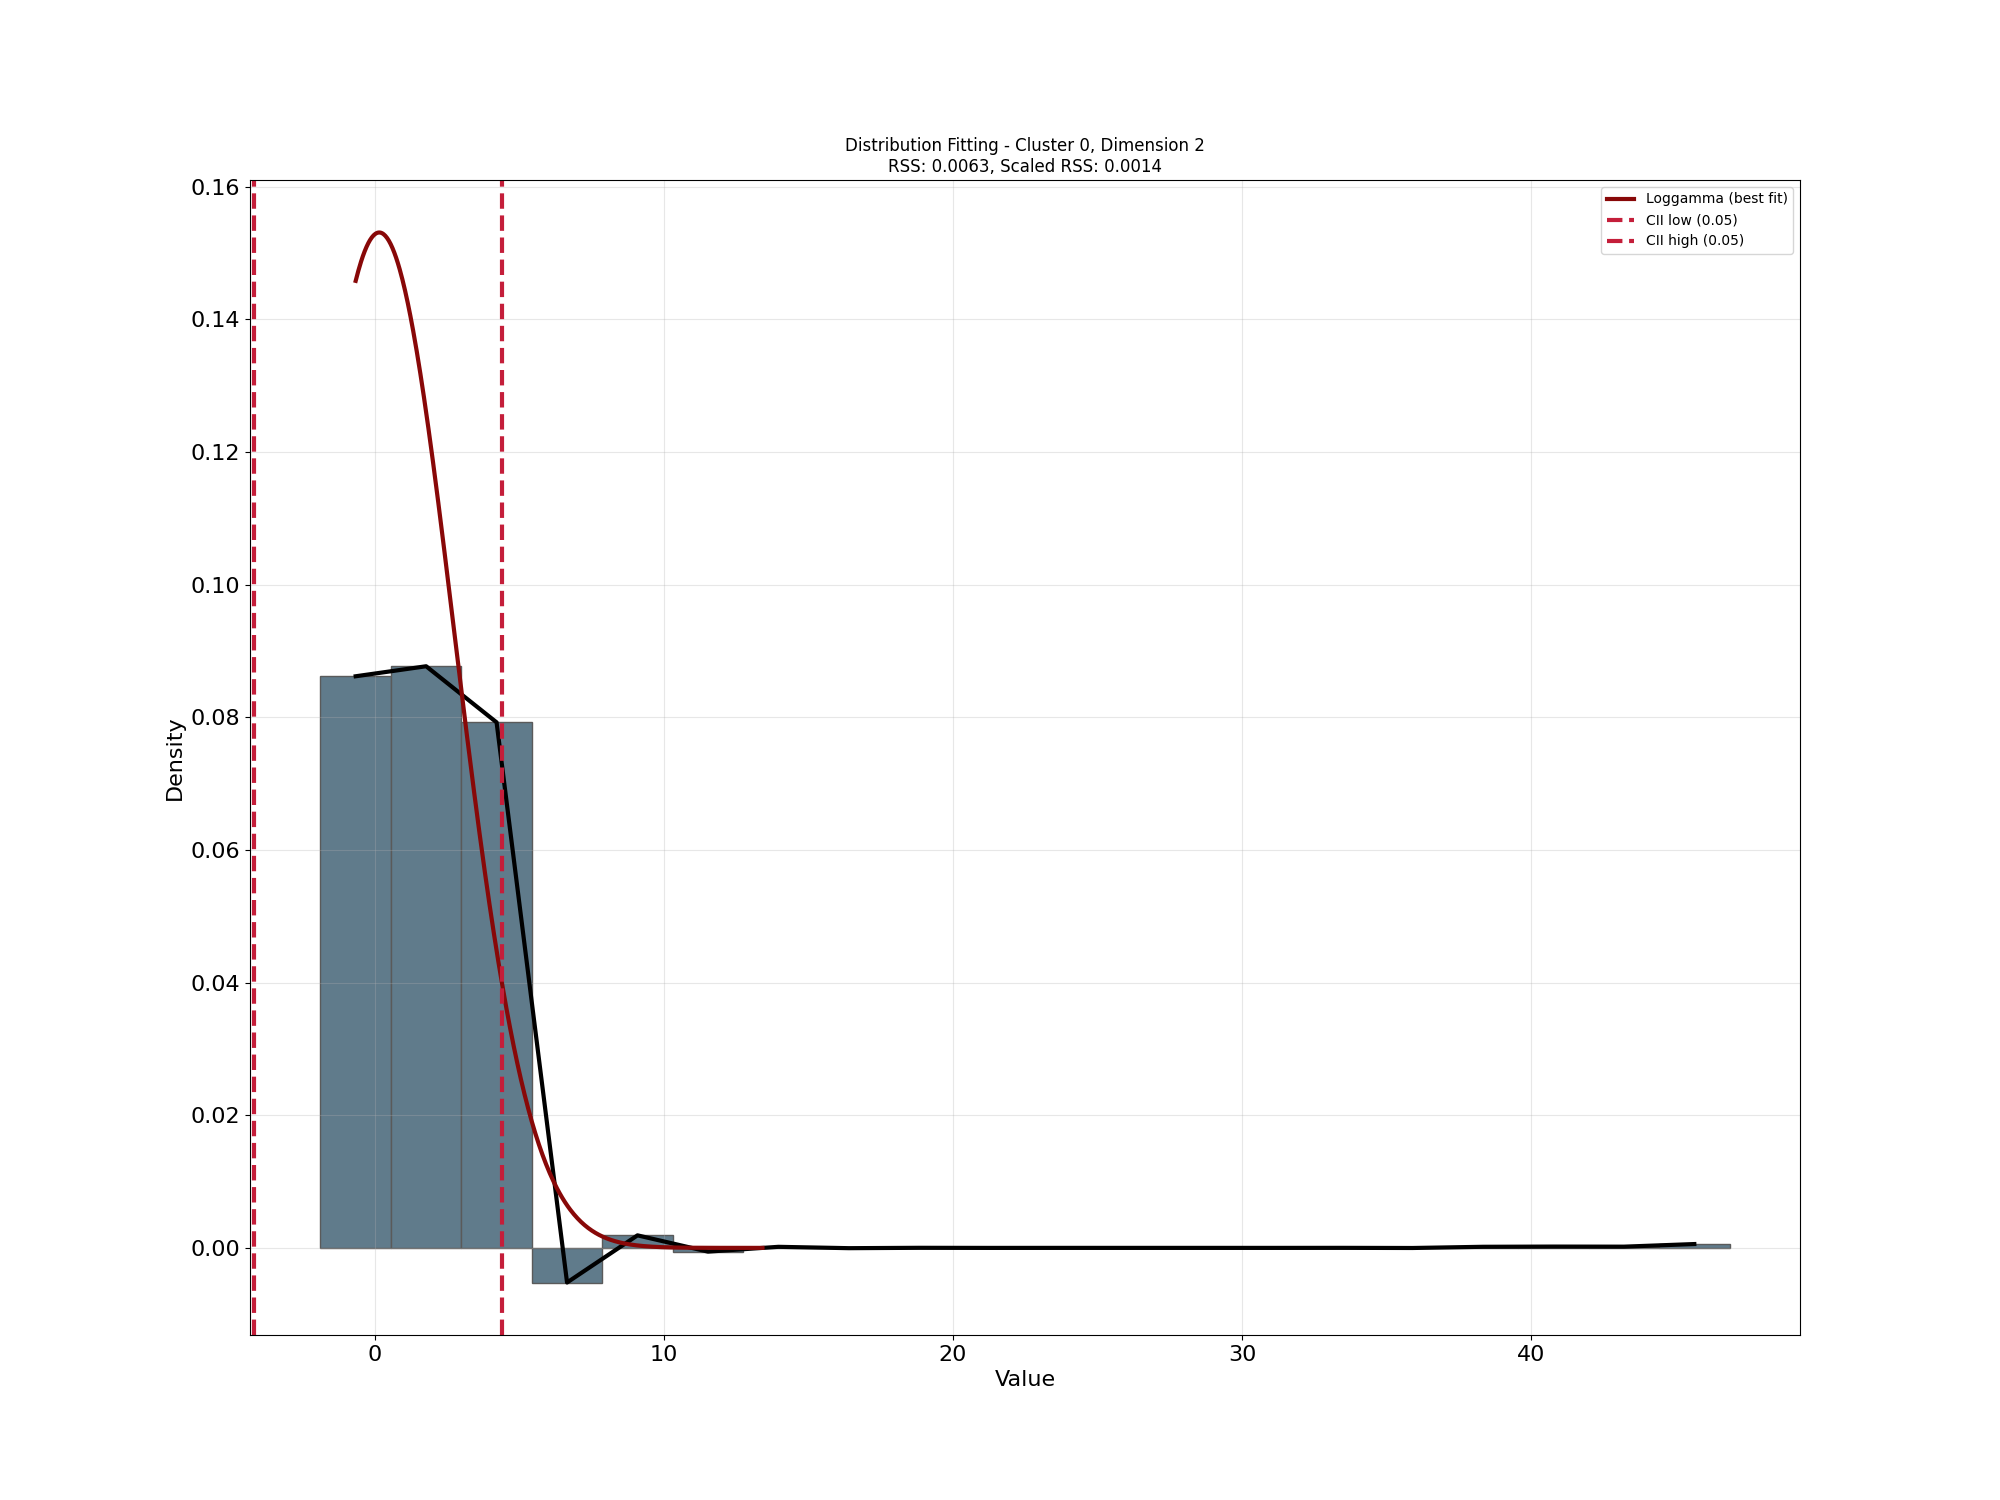 Distribution Fitting - Cluster 0, Dimension 2
RSS: 0.0063, Scaled RSS: 0.0014
Loggamma (best fit)
CII low (0.05)
CII high (0.05)
0.16
0.14
0.12
0.10
0.08
0.06
0.04
0.02
0.00
Density
0 10 20 30 40
Value